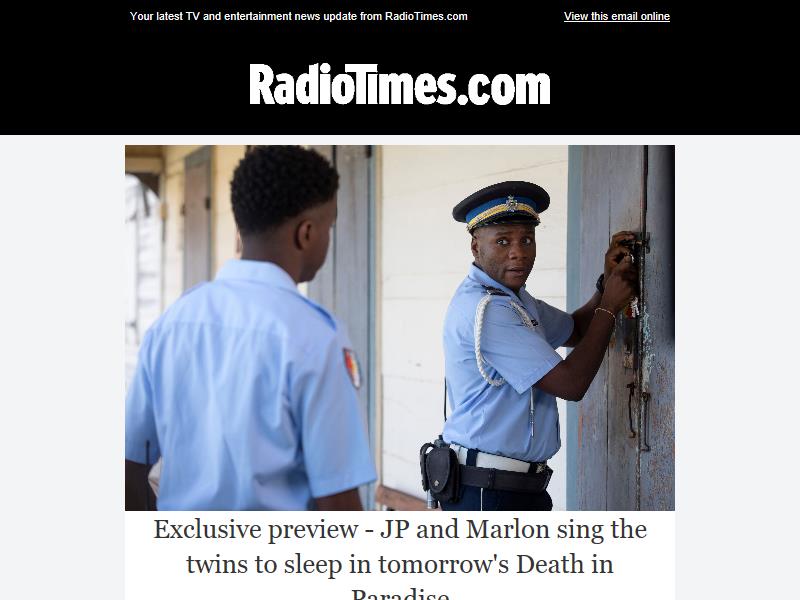 Your latest TV and entertainment news update from RadioTimes.com
View this email online
RadioTimes.com
Exclusive preview - JP and Marlon sing the
twins to sleep in tomorrow's Death in
Paradise